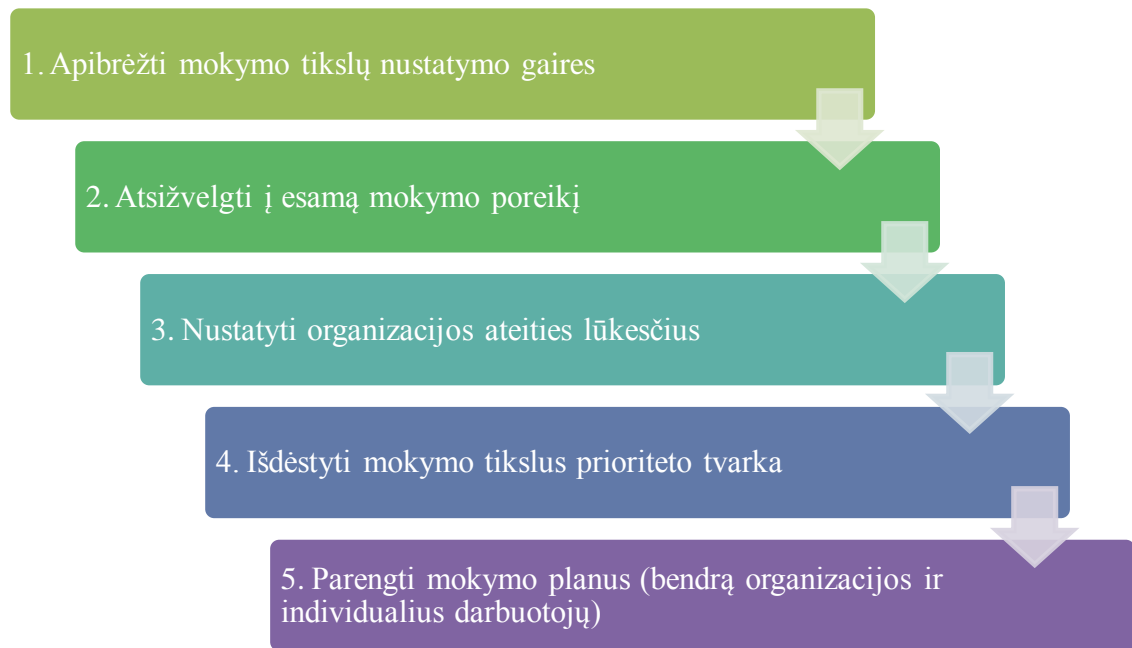 1. Apibrėžti mokymo tikslų nustatymo gaires
2. Atsižvelgti į esamą mokymo poreikį
3. Nustatyti organizacijos ateities lūkesčius
4. Išdėstyti mokymo tikslus prioriteto tvarka
5. Parengti mokymo planus (bendrą organizacijos ir
individualius darbuotojų)